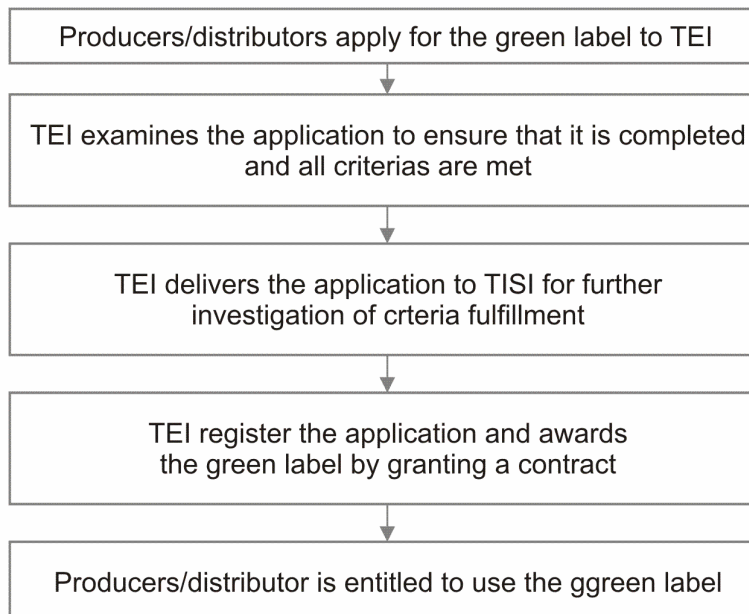 Producers/distributors apply for the green label to TEI
TEI examines the application to ensure that it is completed
and all criterias are met
TEI delivers the application to TISI for further
investigation of crteria fulfillment
TEI register the application and awards
the green label by granting a contract
Producers/distributor is entitled to use the ggreen label